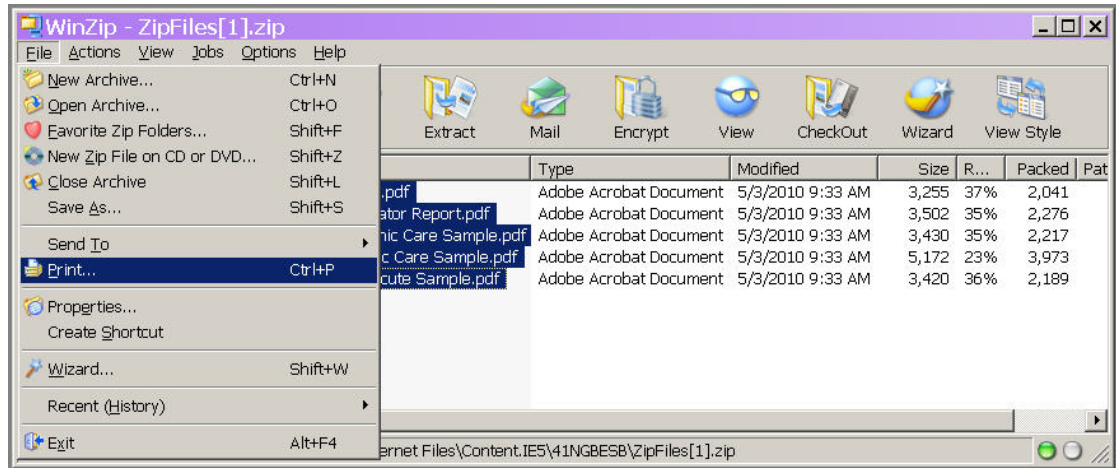 WinZip - ZipFiles[1].zip
File Actions View Jobs Options Help
New Archive... Ctrl+N
Open Archive... Ctrl+O
Favorite Zip Folders... Shift+F
New Zip File on CD or DVD... Shift+Z
Close Archive Shift+L
Save As... Shift+S
Send To
Print... Ctrl+P
Properties...
Create Shortcut
Wizard... Shift+W
Recent (History)
Exit Alt+F4
Extract Mail Encrypt View CheckOut Wizard View Style
Type Modified Size R... Packed Pat
.pdf Adobe Acrobat Document 5/3/2010 9:33 AM 3,255 37% 2,041
ator Report.pdf Adobe Acrobat Document 5/3/2010 9:33 AM 3,502 35% 2,276
nic Care Sample.pdf Adobe Acrobat Document 5/3/2010 9:33 AM 3,430 35% 2,217
c Care Sample.pdf Adobe Acrobat Document 5/3/2010 9:33 AM 5,172 23% 3,973
cute Sample.pdf Adobe Acrobat Document 5/3/2010 9:33 AM 3,420 36% 2,189
ernet Files\Content.IE5\41NGBESB\ZipFiles[1].zip